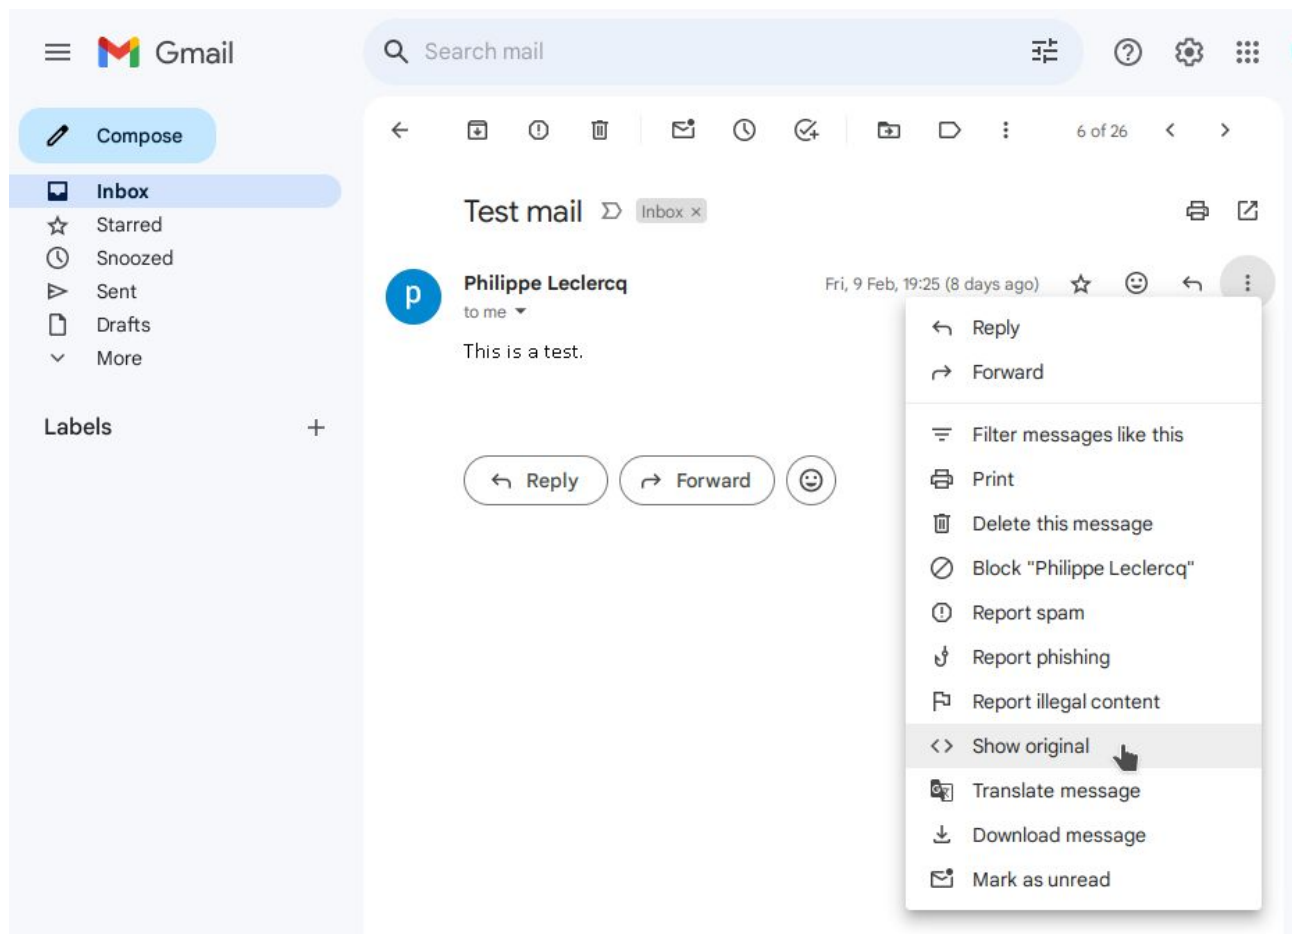 Gmail
Search mail
Compose
6 of 26
Inbox
Starred
Snoozed
Sent
Drafts
More
Labels
Test mail Inbox ×
p
Philippe Leclercq Fri, 9 Feb, 19:25 (8 days ago)
to me
This is a test.
Reply Forward
Reply
Forward
Filter messages like this
Print
Delete this message
Block "Philippe Leclercq"
Report spam
Report phishing
Report illegal content
Show original
Translate message
Download message
Mark as unread